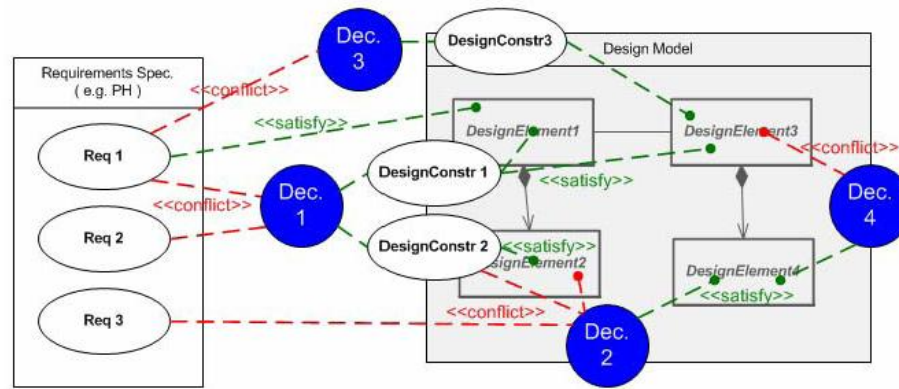 Requirements Spec.
( e.g. PH )
Req 1
Req 2
Req 3
Dec.
3
<<conflict>>
<<satisfy>>
<<conflict>>
Dec.
1
<<conflict>>
DesignConstr3
Design Model
DesignElement1
DesignElement3
<<conflict>>
DesignConstr 1
<<satisfy>>
Dec.
4
DesignConstr 2
<<satisfy>>
DesignElement2
DesignElement4
<<satisfy>>
Dec.
2